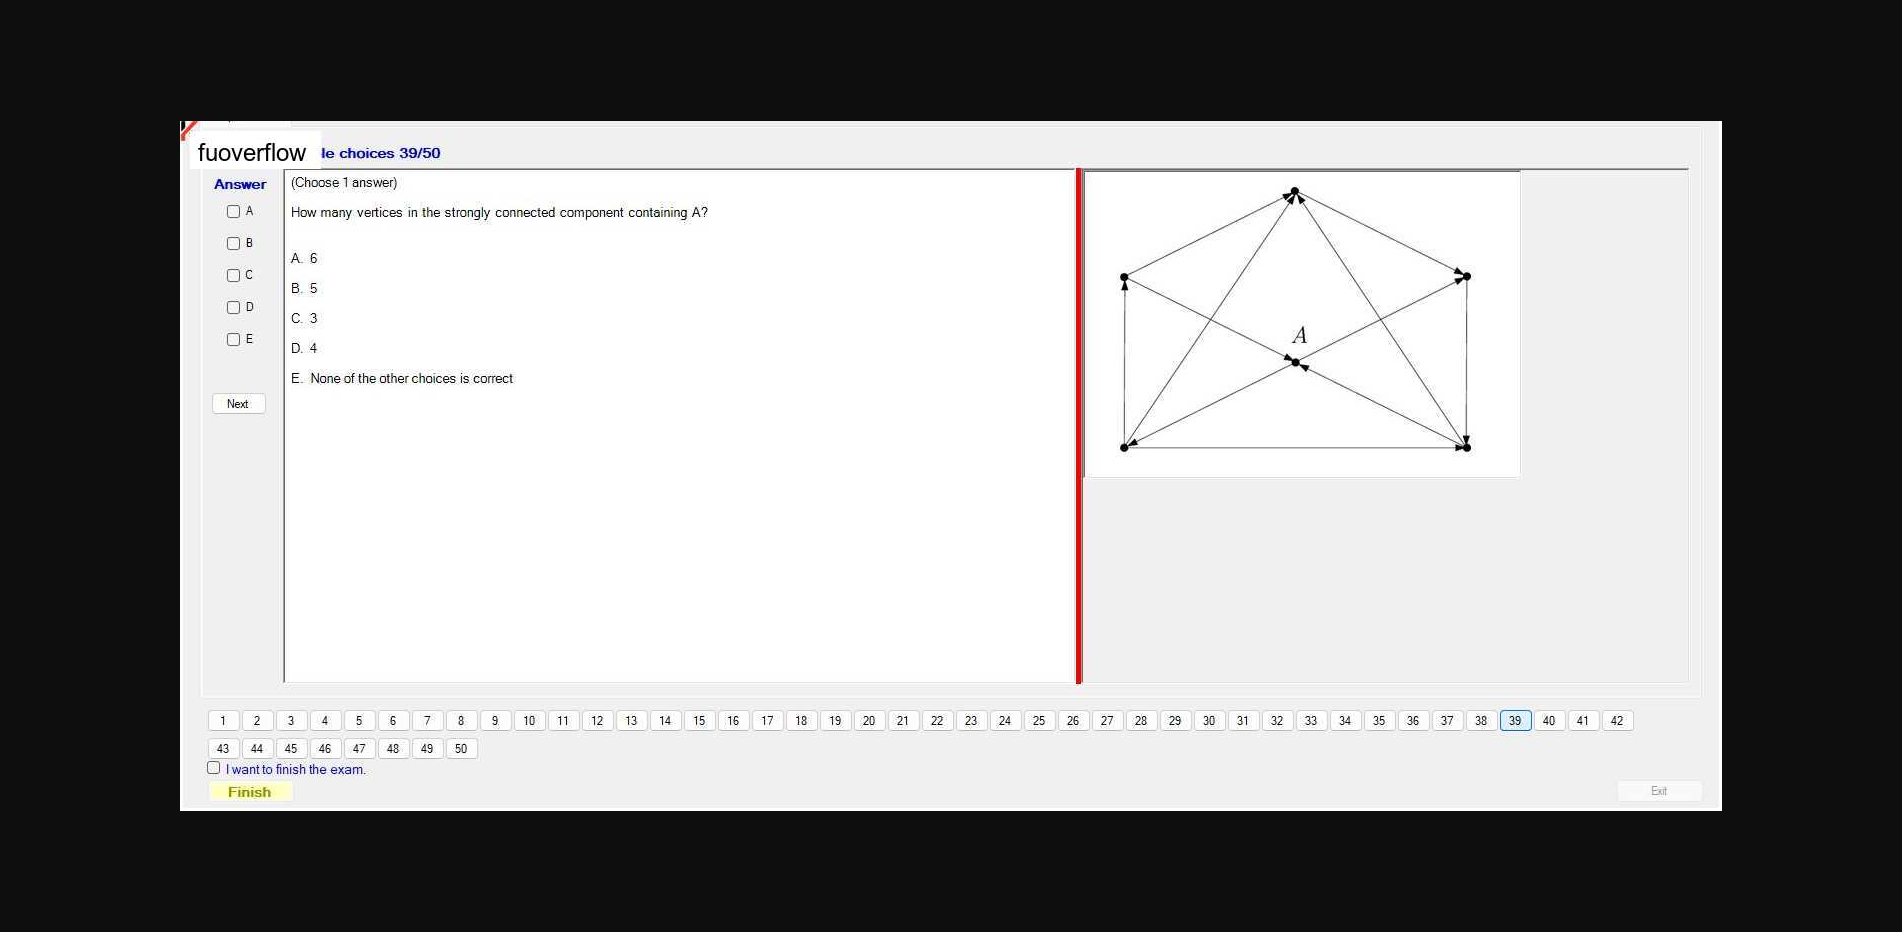 fuoverflow le choices 39/50
Answer
A
B
C
D
E
Next
(Choose 1 answer)
How many vertices in the strongly connected component containing A?
A. 6
B. 5
C. 3
D. 4
E. None of the other choices is correct
A
1 2 3 4 5 6 7 8 9 10 11 12 13 14 15 16 17 18 19 20 21 22 23 24 25 26 27 28 29 30 31 32 33 34 35 36 37 38 39 40 41 42
43 44 45 46 47 48 49 50
I want to finish the exam.
Finish
Exit